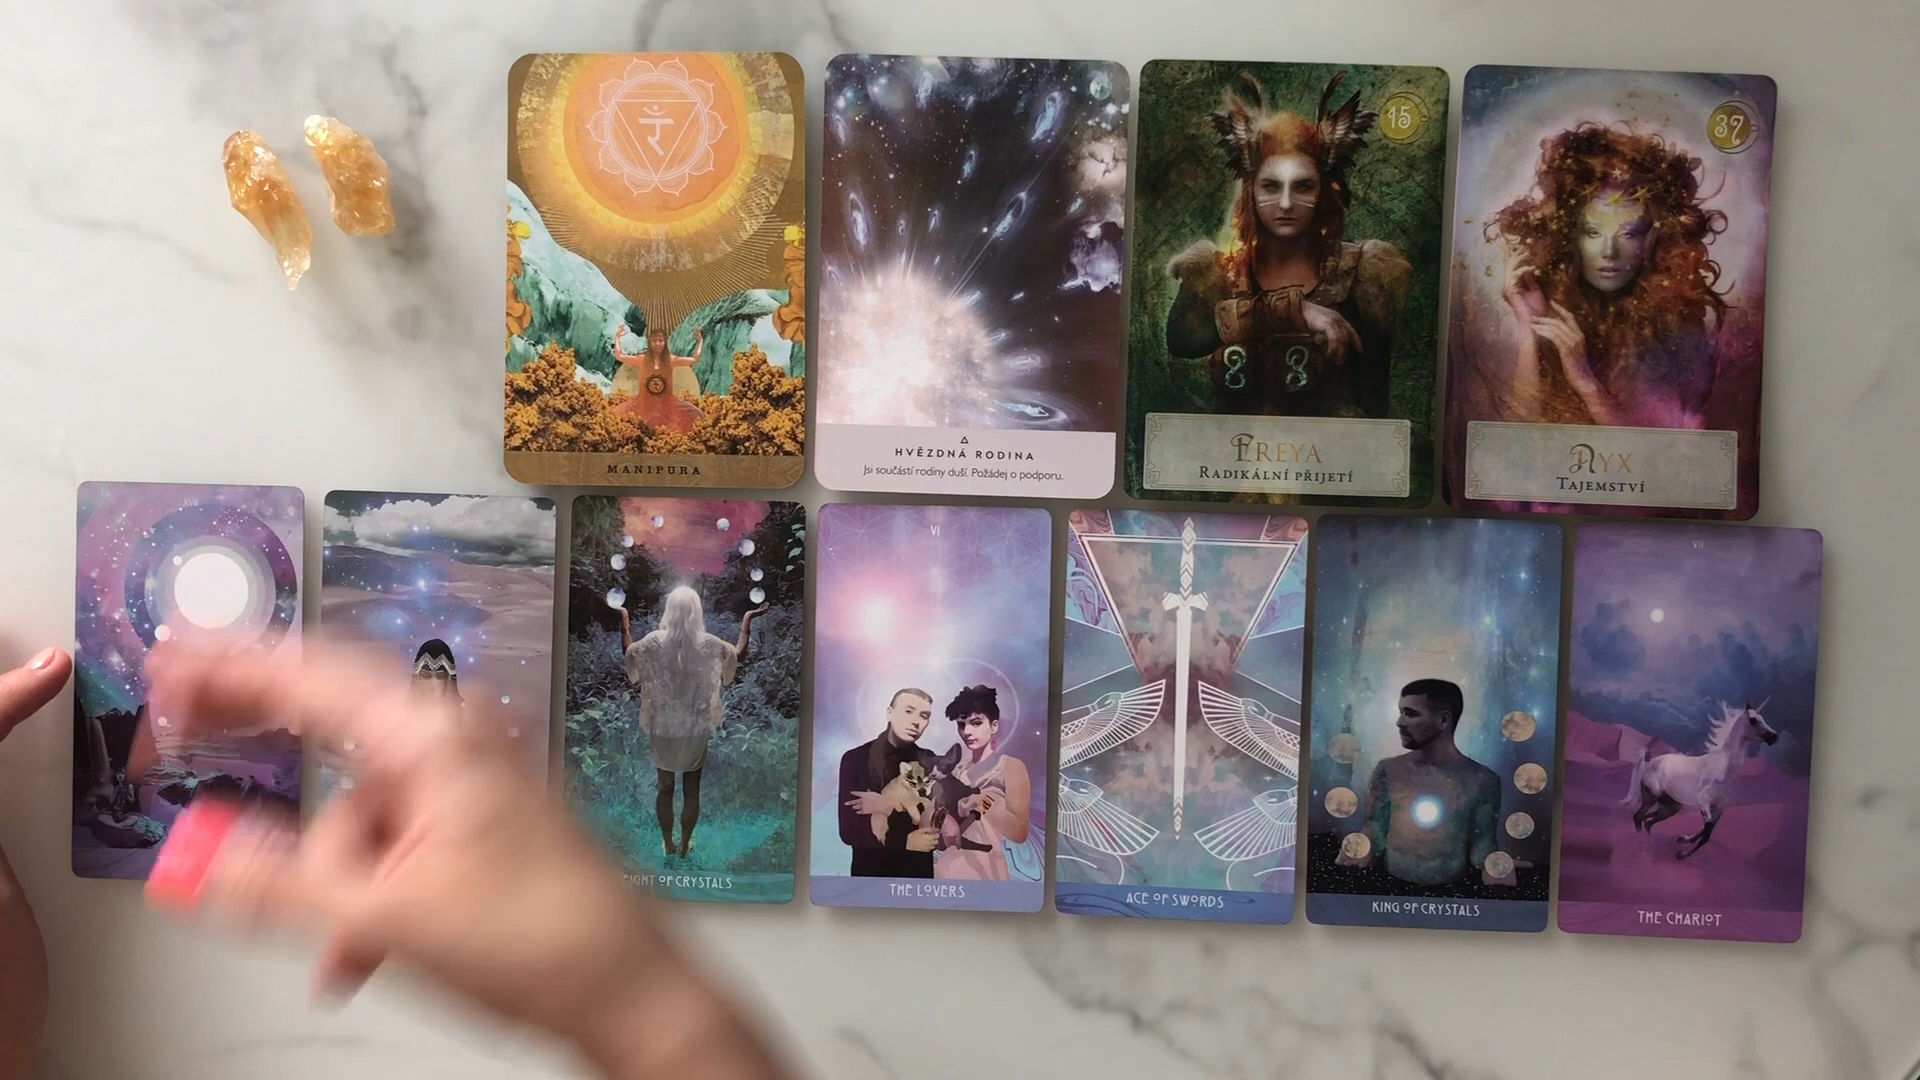 15
37
MANIPURA
HVĚZDNÁ RODINA
Jsi součástí rodiny duší. Požádej o podporu.
FREYA
RADIKÁLNÍ PŘIJETÍ
NYX
TAJEMSTVÍ
XVII
VI
VII
EIGHT OF CRYSTALS
THE LOVERS
ACE OF SWORDS
KING OF CRYSTALS
THE CHARIOT